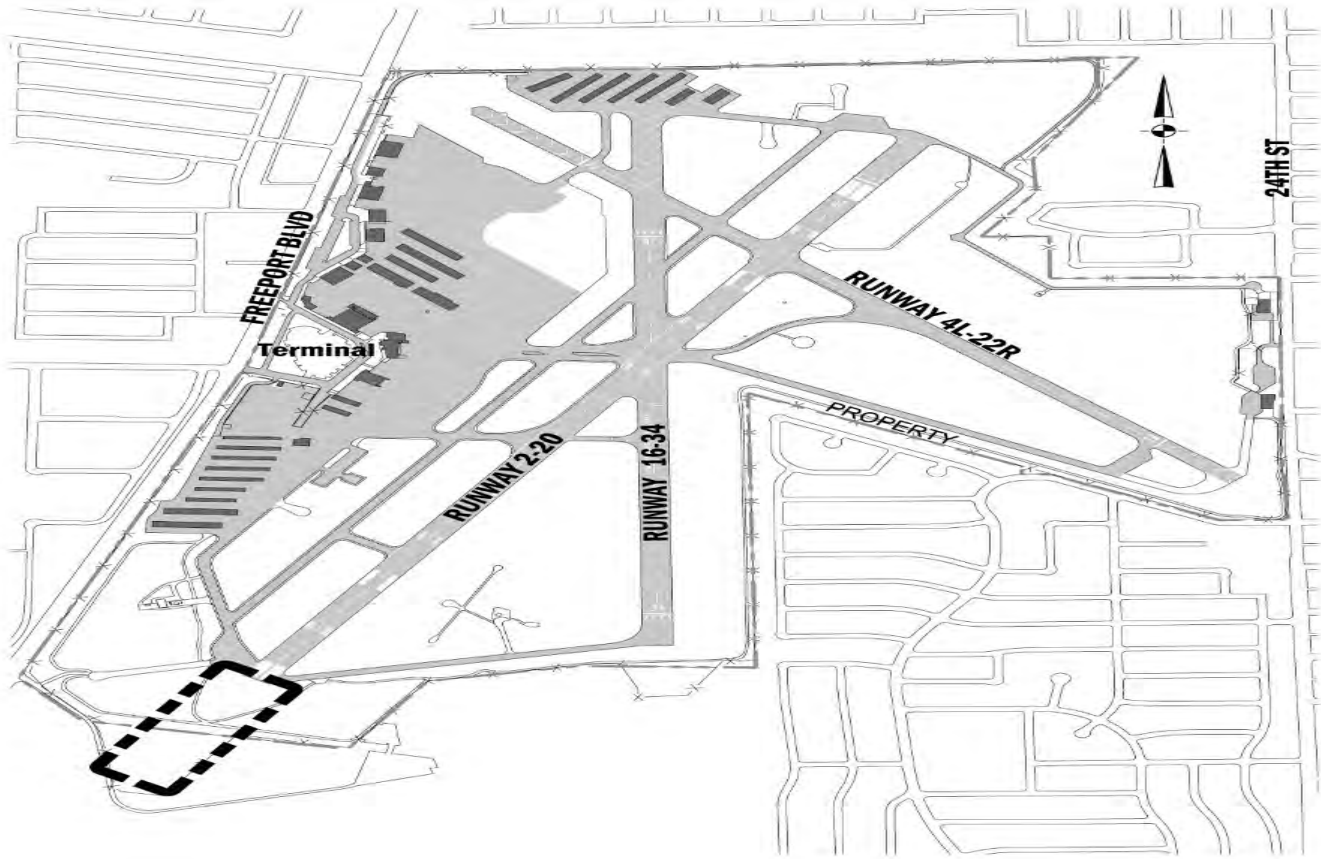 24TH ST
FREEPORT BLVD
RUNWAY 4L-22R
Terminal
PROPERTY
RUNWAY 2-20
RUNWAY 16-34